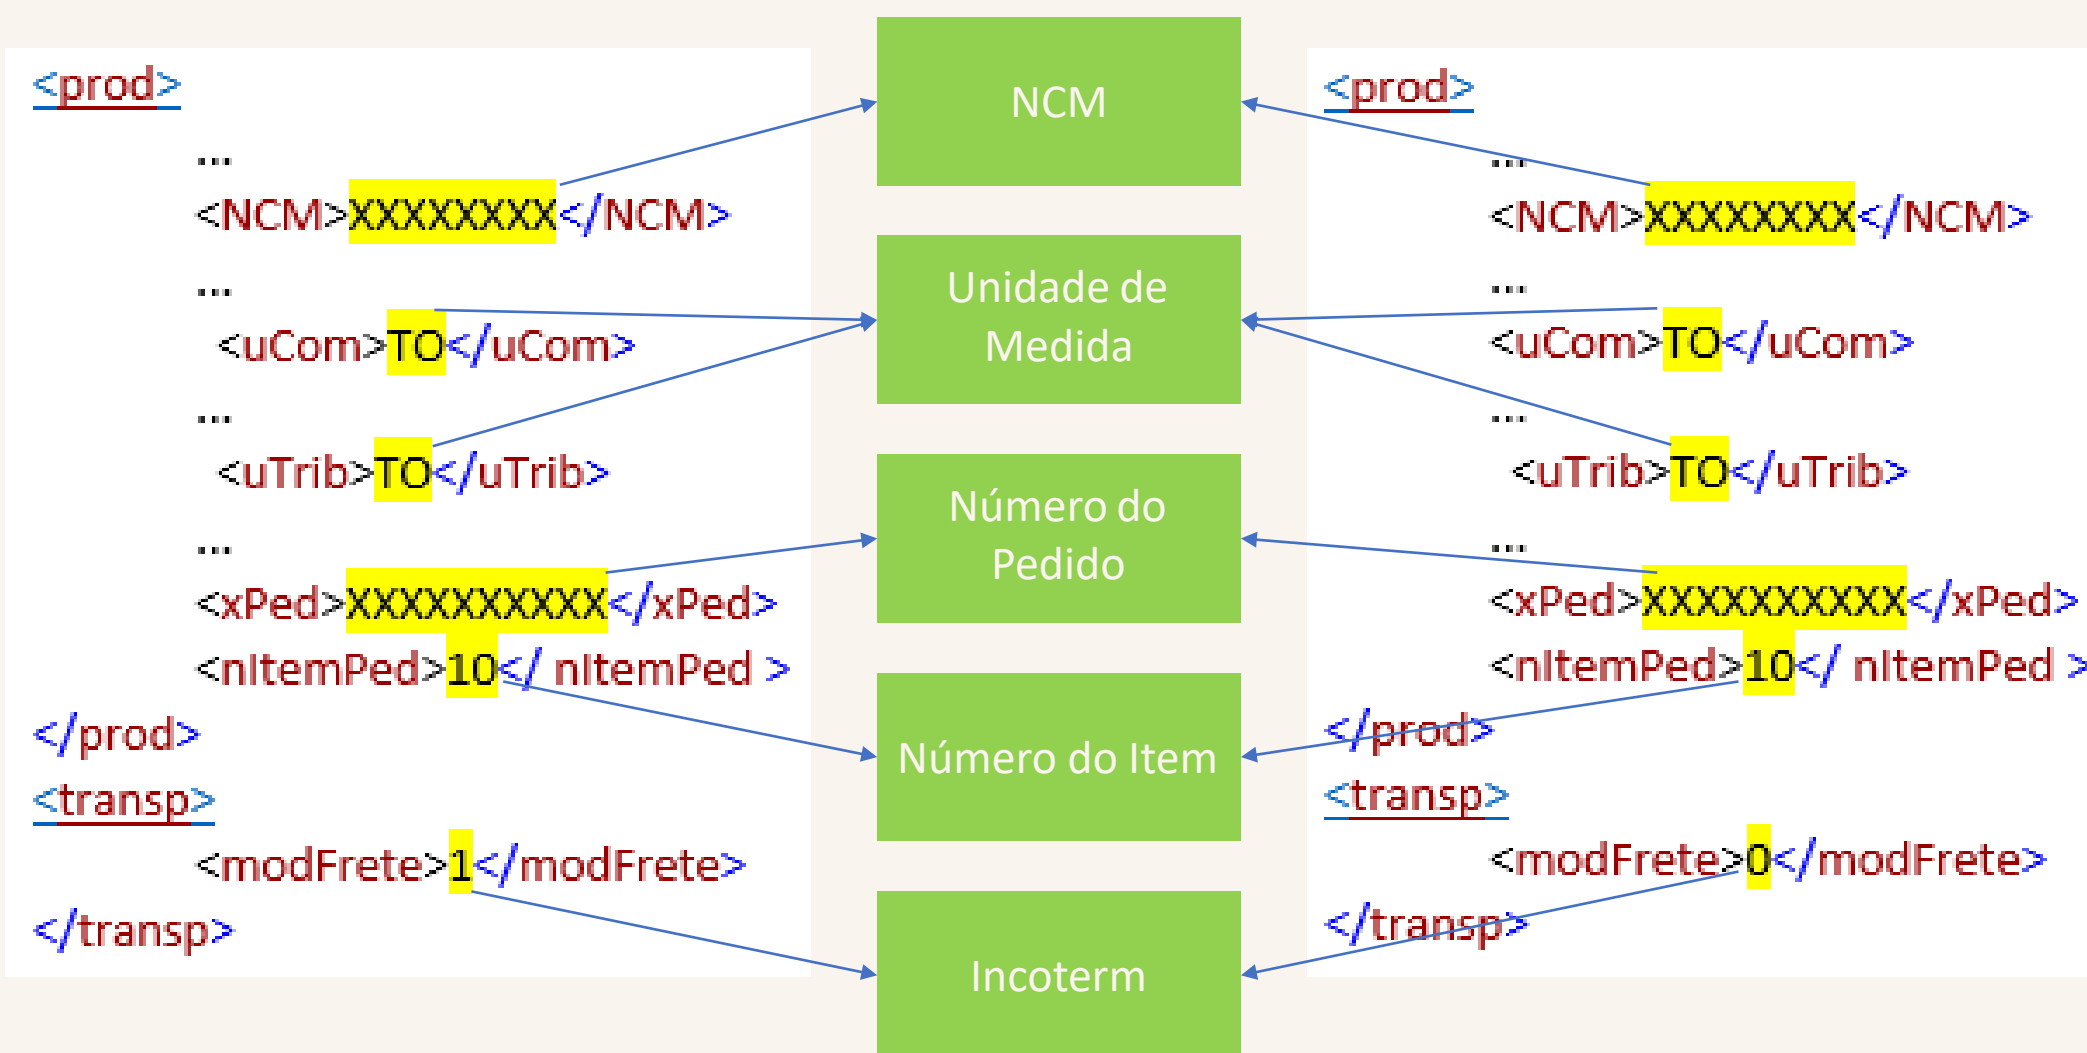 <prod>
...
<NCM>XXXXXXXX</NCM>
...
<uCom>TO</uCom>
...
<uTrib>TO</uTrib>
...
<xPed>XXXXXXXXXX</xPed>
<nItemPed>10</ nItemPed >
</prod>
<transp>
<modFrete>1</modFrete>
</transp>
NCM
Unidade de
Medida
Número do
Pedido
Número do Item
Incoterm
<prod>
...
<NCM>XXXXXXXX</NCM>
...
<uCom>TO</uCom>
...
<uTrib>TO</uTrib>
...
<xPed>XXXXXXXXXX</xPed>
<nItemPed>10</ nItemPed >
</prod>
<transp>
<modFrete>0</modFrete>
</transp>